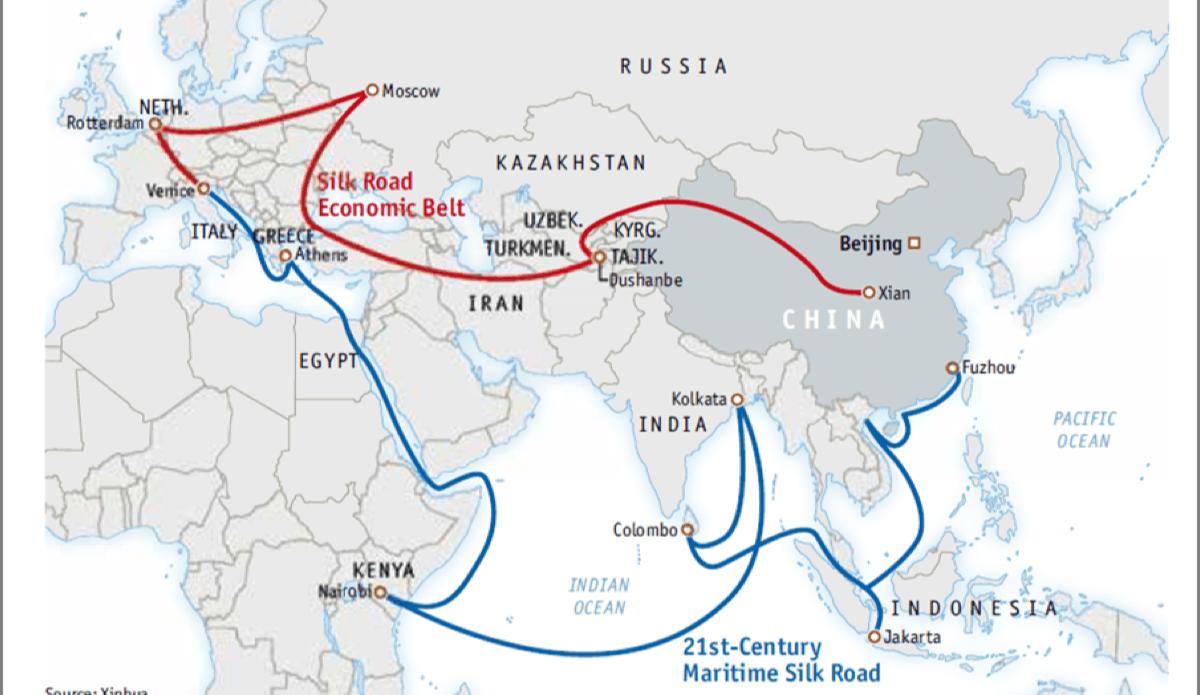 RUSSIA
Moscow
NETH.
Rotterdam
KAZAKHSTAN
Silk Road
Economic Belt
Venice
UZBEK.
KYRG.
ITALY
GREECE
Athens
TURKMEN.
TAJIK.
Dushanbe
Beijing
IRAN
Xian
CHINA
EGYPT
Fuzhou
Kolkata
INDIA
PACIFIC
OCEAN
Colombo
KENYA
Nairobi
INDIAN
OCEAN
INDONESIA
Jakarta
21st-Century
Maritime Silk Road
Source: Xinhua